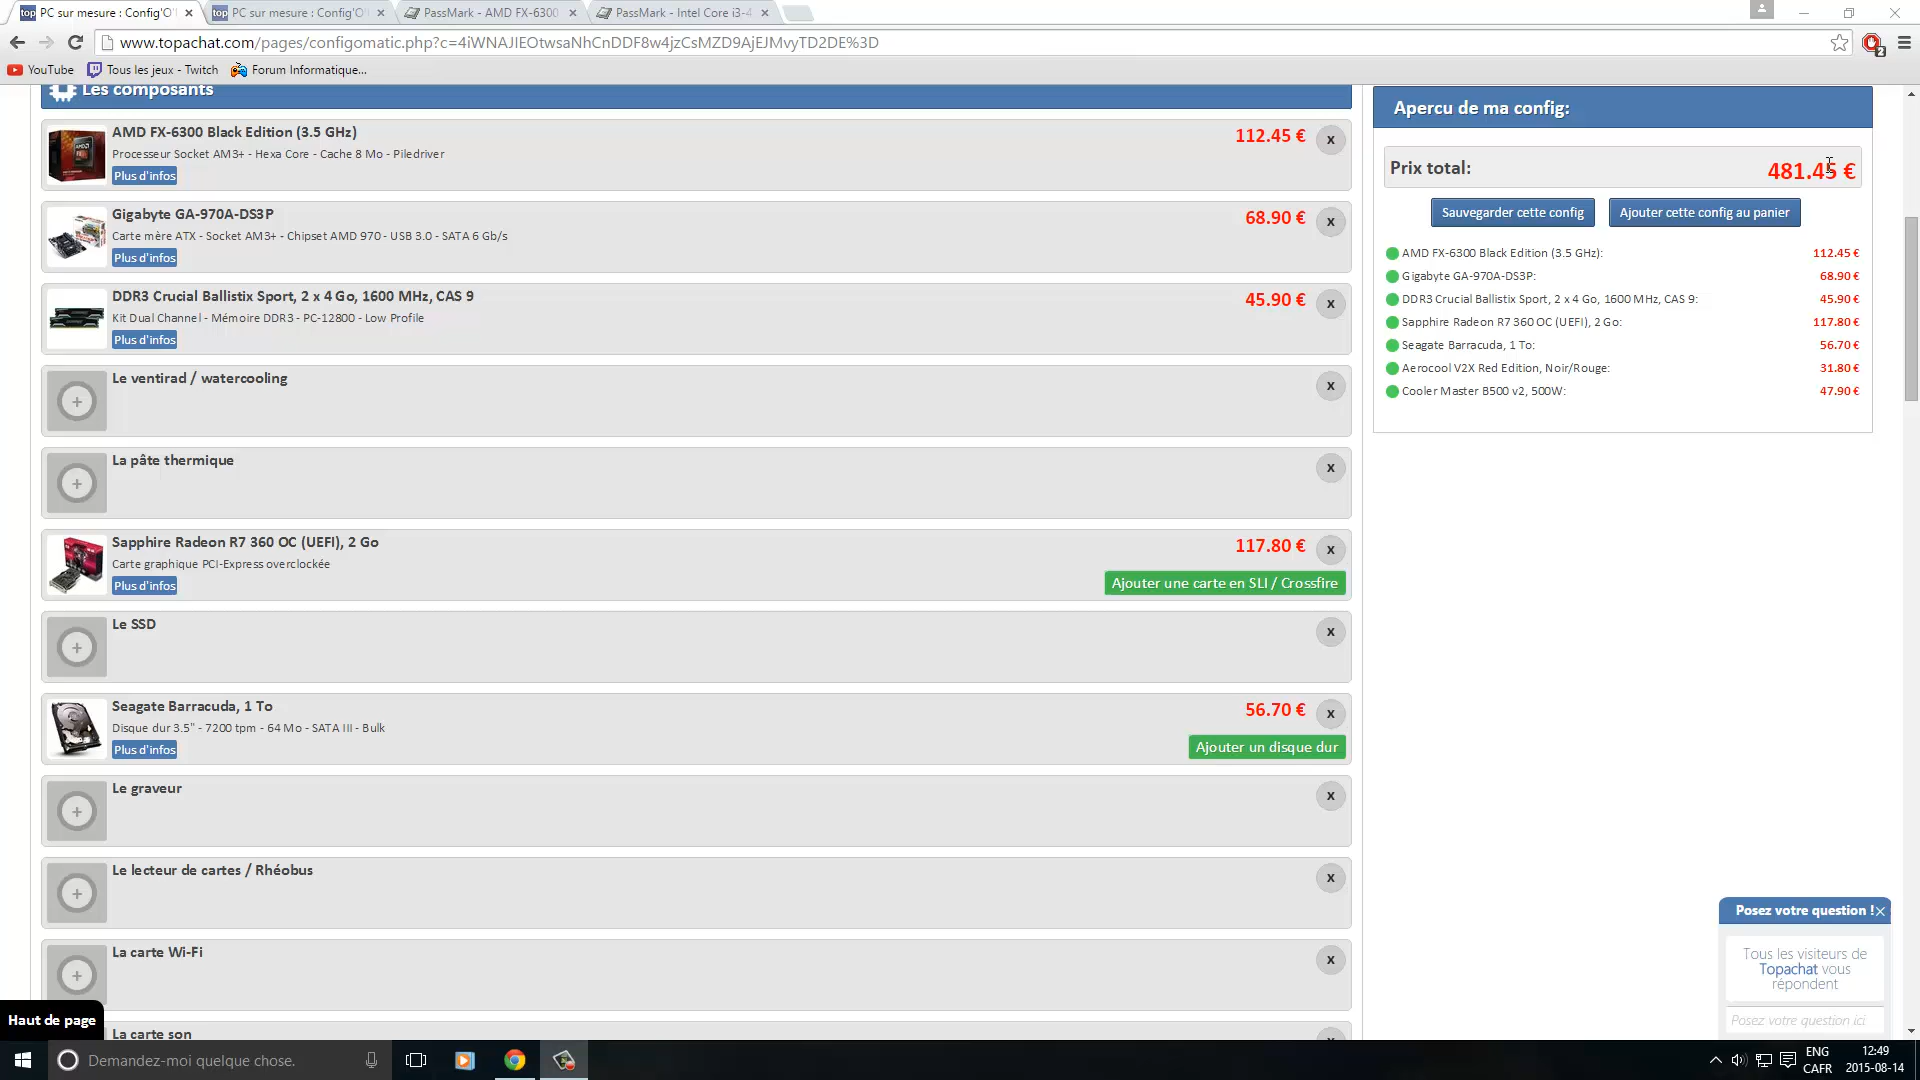 PC sur mesure : Config'O'
PC sur mesure : Config'O'
PassMark - AMD FX-6300
PassMark - Intel Core i3-4
www.topachat.com/pages/configomatic.php?c=4iWNAJIEOtwsaNhCnDDF8w4jzCsMZD9AjEJMvyTD2DE%3D
2
YouTube
Tous les jeux - Twitch
Forum Informatique...
Les composants
AMD FX-6300 Black Edition (3.5 GHz)
112.45 €
x
Processeur Socket AM3+ - Hexa Core - Cache 8 Mo - Piledriver
Plus d'infos
Gigabyte GA-970A-DS3P
68.90 €
x
Carte mère ATX - Socket AM3+ - Chipset AMD 970 - USB 3.0 - SATA 6 Gb/s
Plus d'infos
DDR3 Crucial Ballistix Sport, 2 x 4 Go, 1600 MHz, CAS 9
45.90 €
x
Kit Dual Channel - Mémoire DDR3 - PC-12800 - Low Profile
Plus d'infos
Le ventirad / watercooling
x
La pâte thermique
x
Sapphire Radeon R7 360 OC (UEFI), 2 Go
117.80 €
x
Carte graphique PCI-Express overclockée
Plus d'infos
Ajouter une carte en SLI / Crossfire
Le SSD
x
Seagate Barracuda, 1 To
56.70 €
x
Disque dur 3.5" - 7200 tpm - 64 Mo - SATA III - Bulk
Plus d'infos
Ajouter un disque dur
Le graveur
x
Le lecteur de cartes / Rhéobus
x
La carte Wi-Fi
x
La carte son
Haut de page
Apercu de ma config:
Prix total:
481.45 €
Sauvegarder cette config
Ajouter cette config au panier
AMD FX-6300 Black Edition (3.5 GHz):
112.45 €
Gigabyte GA-970A-DS3P:
68.90 €
DDR3 Crucial Ballistix Sport, 2 x 4 Go, 1600 MHz, CAS 9:
45.90 €
Sapphire Radeon R7 360 OC (UEFI), 2 Go:
117.80 €
Seagate Barracuda, 1 To:
56.70 €
Aerocool V2X Red Edition, Noir/Rouge:
31.80 €
Cooler Master B500 v2, 500W:
47.90 €
Posez votre question !
Tous les visiteurs de
Topachat vous
répondent
Posez votre question ici
Demandez-moi quelque chose.
ENG
CAFR
12:49
2015-08-14